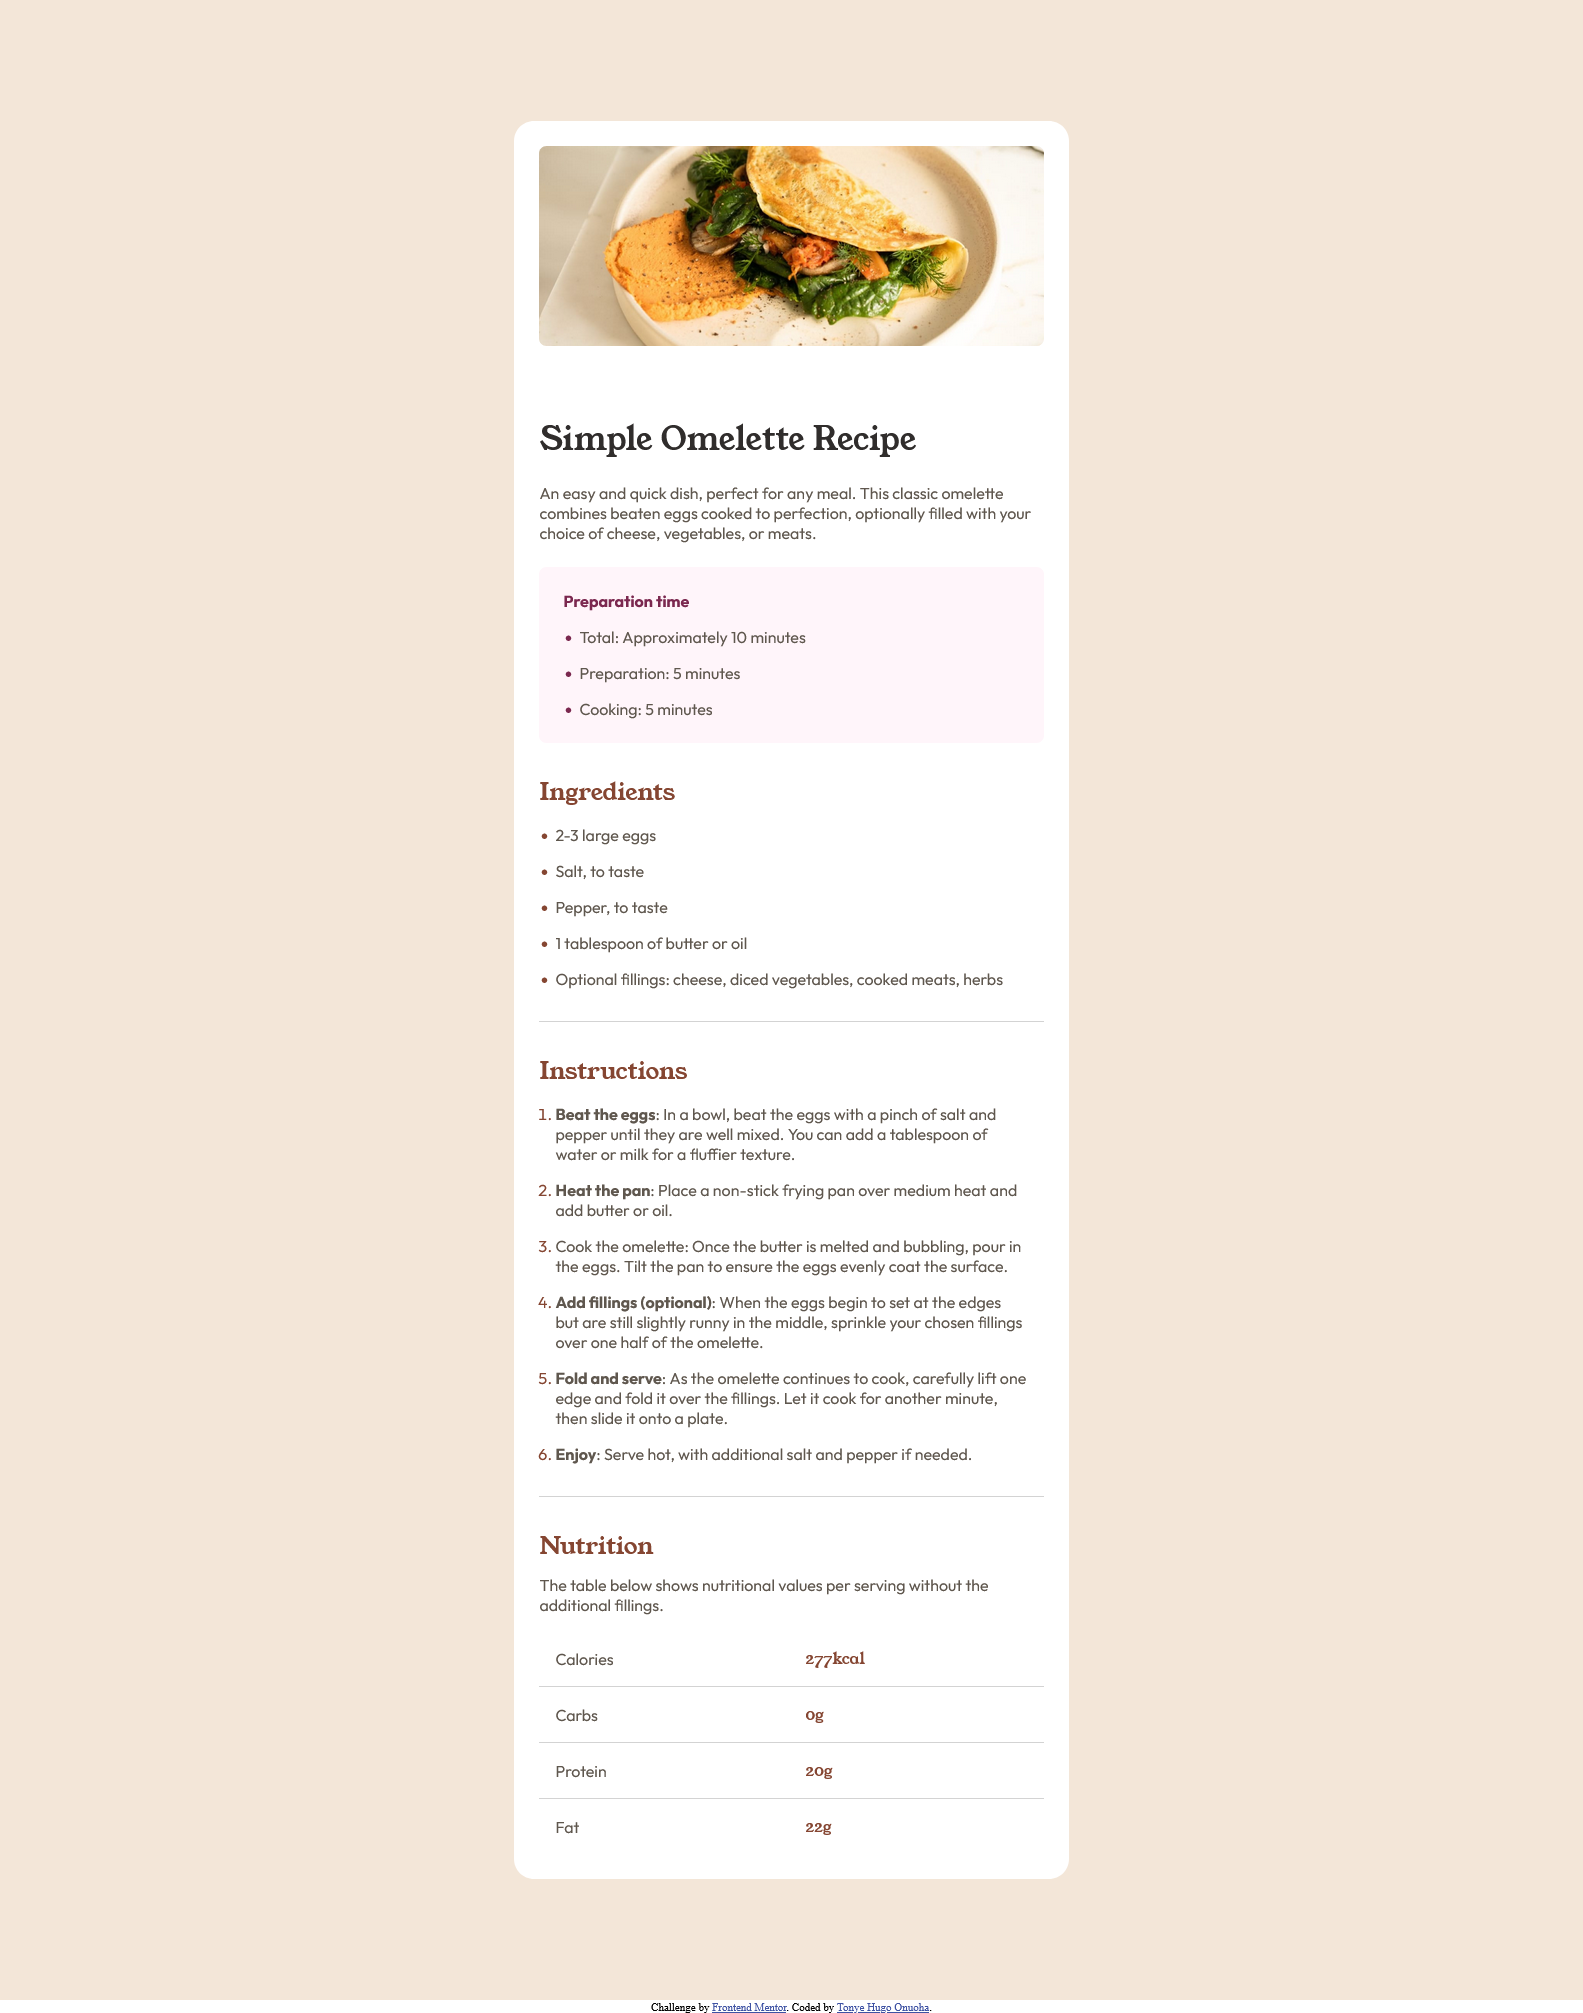 Simple Omelette Recipe
An easy and quick dish, perfect for any meal. This classic omelette
combines beaten eggs cooked to perfection, optionally filled with your
choice of cheese, vegetables, or meats.
Preparation time
• Total: Approximately 10 minutes
• Preparation: 5 minutes
• Cooking: 5 minutes
Ingredients
• 2-3 large eggs
• Salt, to taste
• Pepper, to taste
• 1 tablespoon of butter or oil
• Optional fillings: cheese, diced vegetables, cooked meats, herbs
Instructions
1. Beat the eggs: In a bowl, beat the eggs with a pinch of salt and
pepper until they are well mixed. You can add a tablespoon of
water or milk for a fluffier texture.
2. Heat the pan: Place a non-stick frying pan over medium heat and
add butter or oil.
3. Cook the omelette: Once the butter is melted and bubbling, pour in
the eggs. Tilt the pan to ensure the eggs evenly coat the surface.
4. Add fillings (optional): When the eggs begin to set at the edges
but are still slightly runny in the middle, sprinkle your chosen fillings
over one half of the omelette.
5. Fold and serve: As the omelette continues to cook, carefully lift one
edge and fold it over the fillings. Let it cook for another minute,
then slide it onto a plate.
6. Enjoy: Serve hot, with additional salt and pepper if needed.
Nutrition
The table below shows nutritional values per serving without the
additional fillings.
Calories 277kcal
Carbs 0g
Protein 20g
Fat 22g
Challenge by Frontend Mentor. Coded by Tonye Hugo Onuoha.